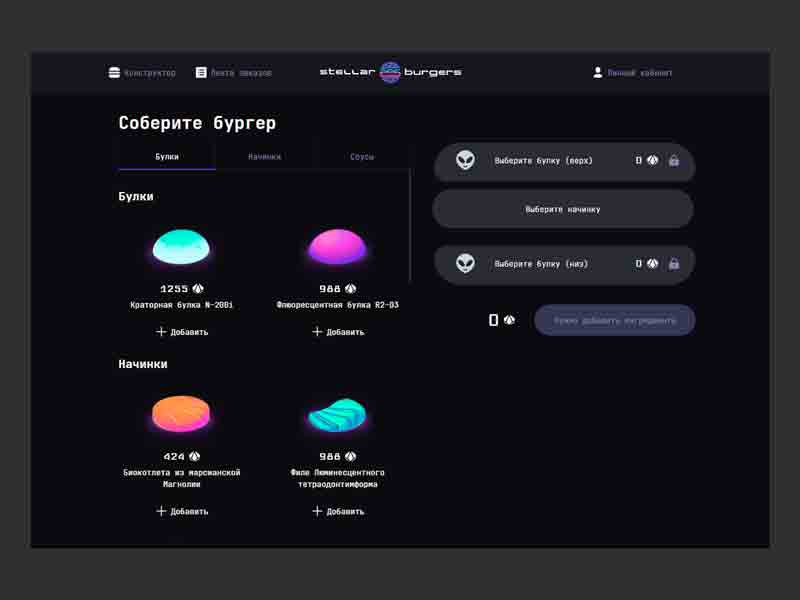 Конструктор
Лента заказов
stellar burgers
Личный кабинет
Соберите бургер
Булки
Начинки
Соусы
Булки
1255
988
Краторная булка N-200i
Флюоресцентная булка R2-D3
Добавить
Добавить
Начинки
424
988
Биокотлета из марсианской
Магнолии
Филе Люминесцентного
тетраодонтимформа
Добавить
Добавить
Выберите булку (верх)
0
Выберите начинку
Выберите булку (низ)
0
0
Нужно добавить ингредиенты